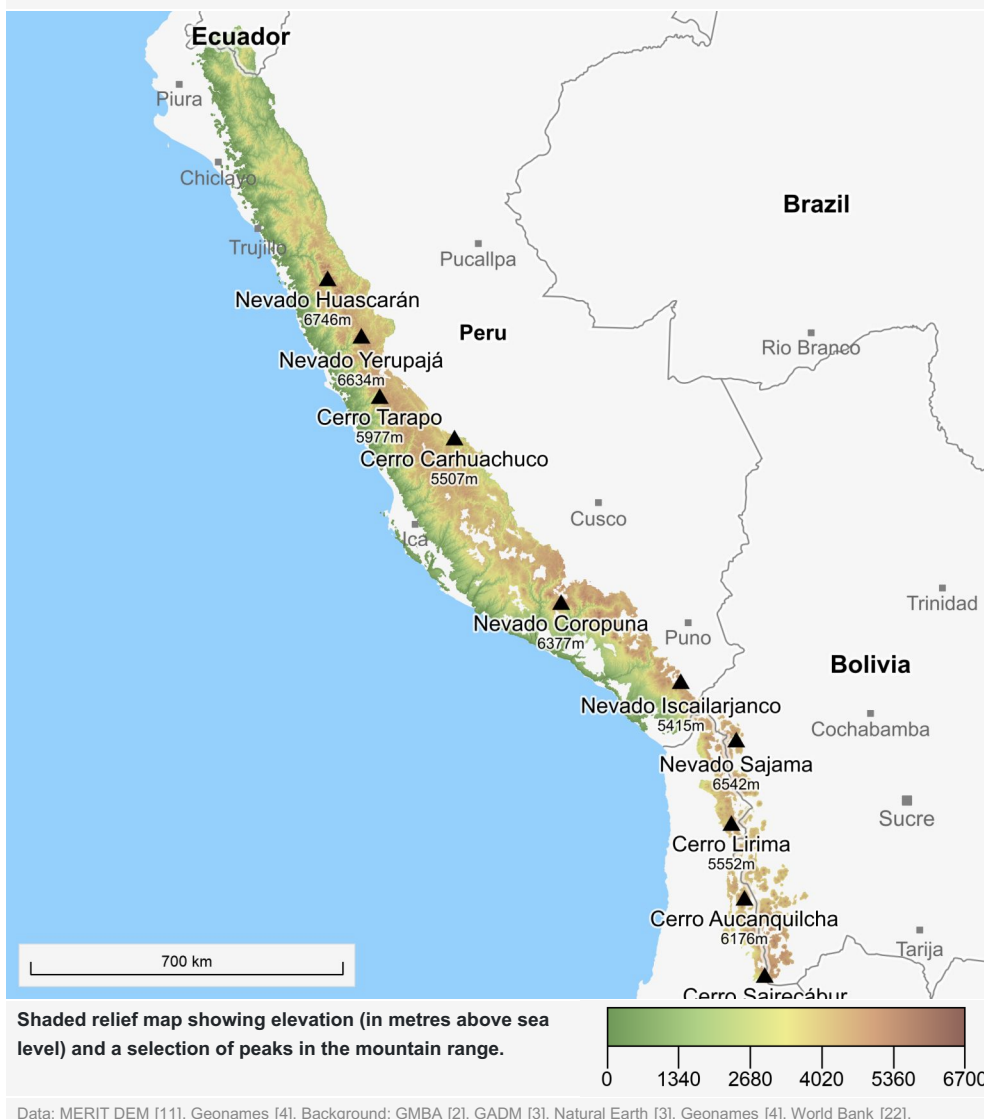 Ecuador
Piura
Chiclayo
Brazil
Trujillo
Pucallpa
Nevado Huascarán
6746m
Peru
Rio Branco
Nevado Yerupajá
6634m
Cerro Tarapo
5977m
Cerro Carhuachuco
5507m
Cusco
Ica
Trinidad
Nevado Coropuna
6377m
Puno
Bolivia
Nevado Iscailarjanco
5415m
Cochabamba
Nevado Sajama
6542m
Sucre
Cerro Lirima
5552m
Cerro Aucanquilcha
6176m
Tarija
700 km
Cerro Sairecábur
Shaded relief map showing elevation (in metres above sea
level) and a selection of peaks in the mountain range.
0 1340 2680 4020 5360 6700
Data: MERIT DEM [11], Geonames [4]. Background: GMBA [2], GADM [3], Natural Earth [3], Geonames [4], World Bank [22].